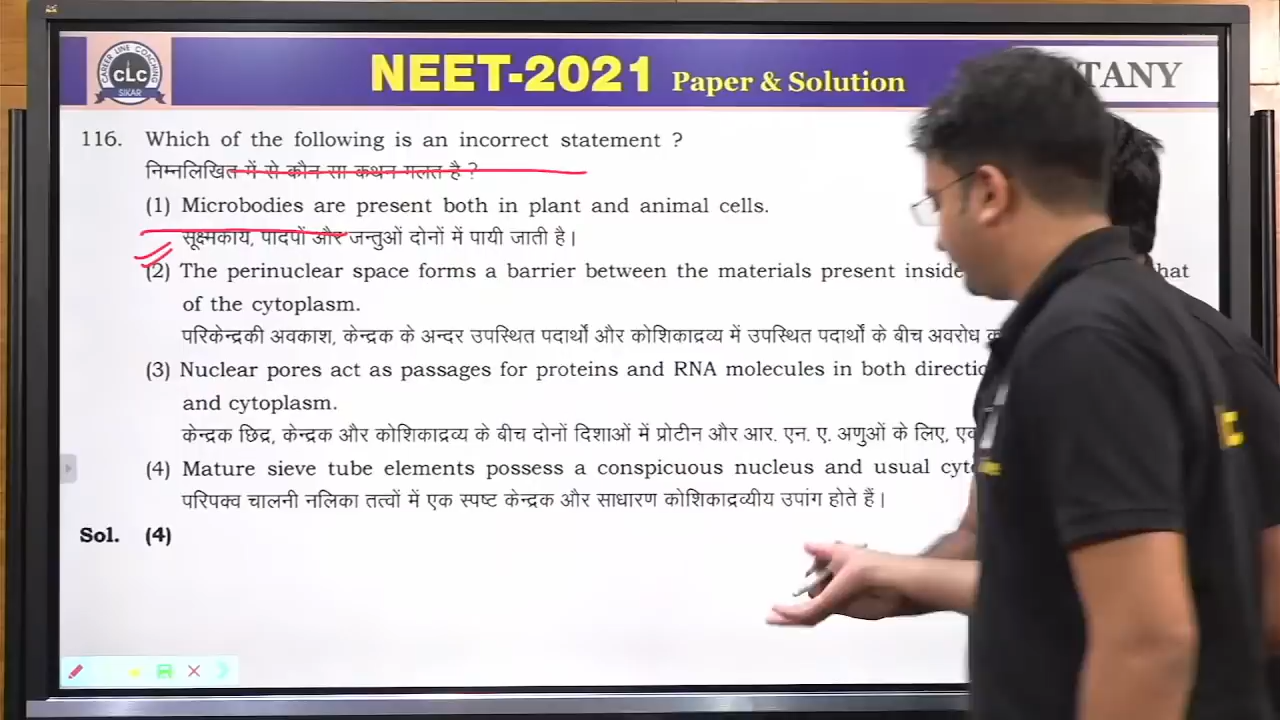 CAREER LINE COACHING
CLC
SIKAR
NEET-2021 Paper & Solution
TANY
116. Which of the following is an incorrect statement ?
निम्नलिखित में से कौन सा कथन गलत है ?
(1) Microbodies are present both in plant and animal cells.
सूक्ष्मकाय, पादपों और जन्तुओं दोनों में पायी जाती है।
(2) The perinuclear space forms a barrier between the materials present inside hat
of the cytoplasm.
परिकेन्द्रकी अवकाश, केन्द्रक के अन्दर उपस्थित पदार्थों और कोशिकाद्रव्य में उपस्थित पदार्थों के बीच अवरोध
(3) Nuclear pores act as passages for proteins and RNA molecules in both directio
and cytoplasm.
केन्द्रक छिद्र, केन्द्रक और कोशिकाद्रव्य के बीच दोनों दिशाओं में प्रोटीन और आर. एन. ए. अणुओं के लिए,
(4) Mature sieve tube elements possess a conspicuous nucleus and usual cyt
परिपक्व चालनी नलिका तत्वों में एक स्पष्ट केन्द्रक और साधारण कोशिकाद्रव्यीय उपांग होते हैं।
Sol. (4)